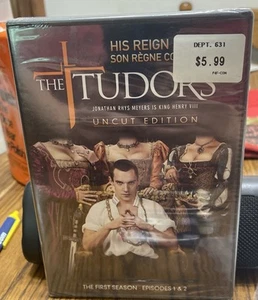 HIS REIGN
SON RÈGNE CO
DEPT. 631
$5.99
THE TUDORS
JONATHAN RHYS MEYERS IS KING HENRY VIII
UNCUT EDITION
THE FIRST SEASON EPISODES 1 & 2